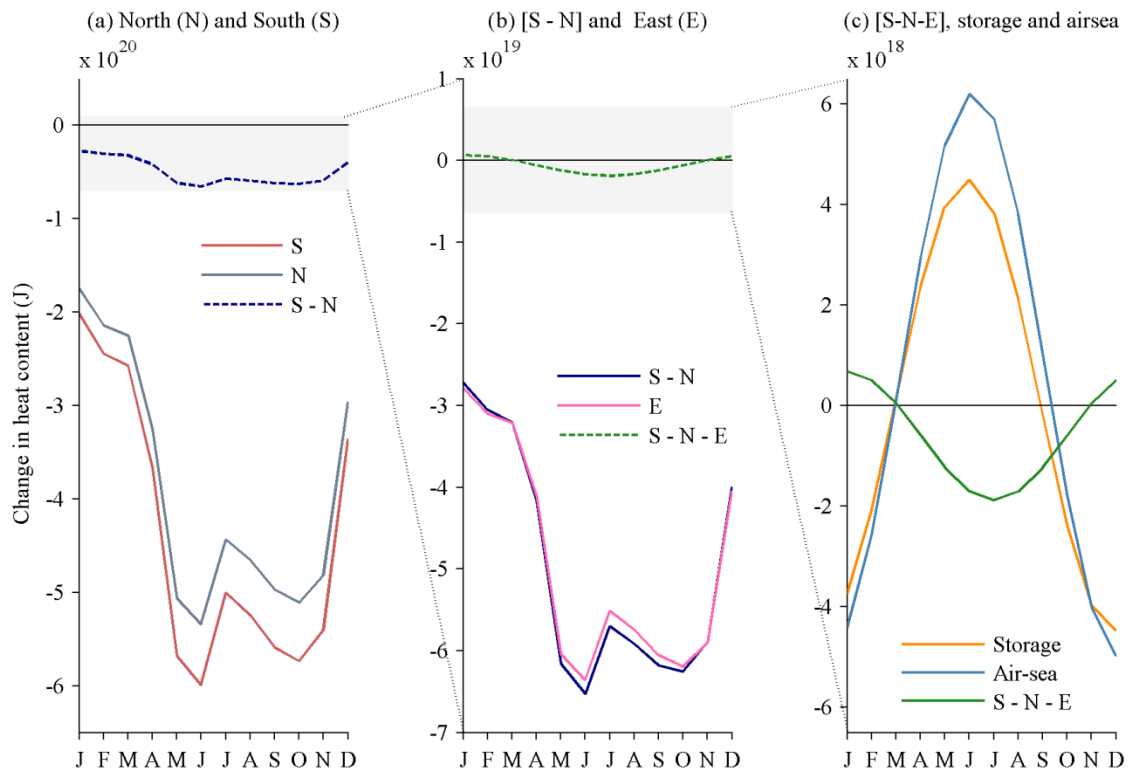 (a) North (N) and South (S)
x 10^20
Change in heat content (J)
0
-1
-2
-3
-4
-5
-6
S
N
S - N
J F M A M J J A S O N D
(b) [S - N] and East (E)
x 10^19
1
0
-1
-2
-3
-4
-5
-6
-7
S - N
E
S - N - E
J F M A M J J A S O N D
(c) [S-N-E], storage and airsea
x 10^18
6
4
2
0
-2
-4
-6
Storage
Air-sea
S - N - E
J F M A M J J A S O N D